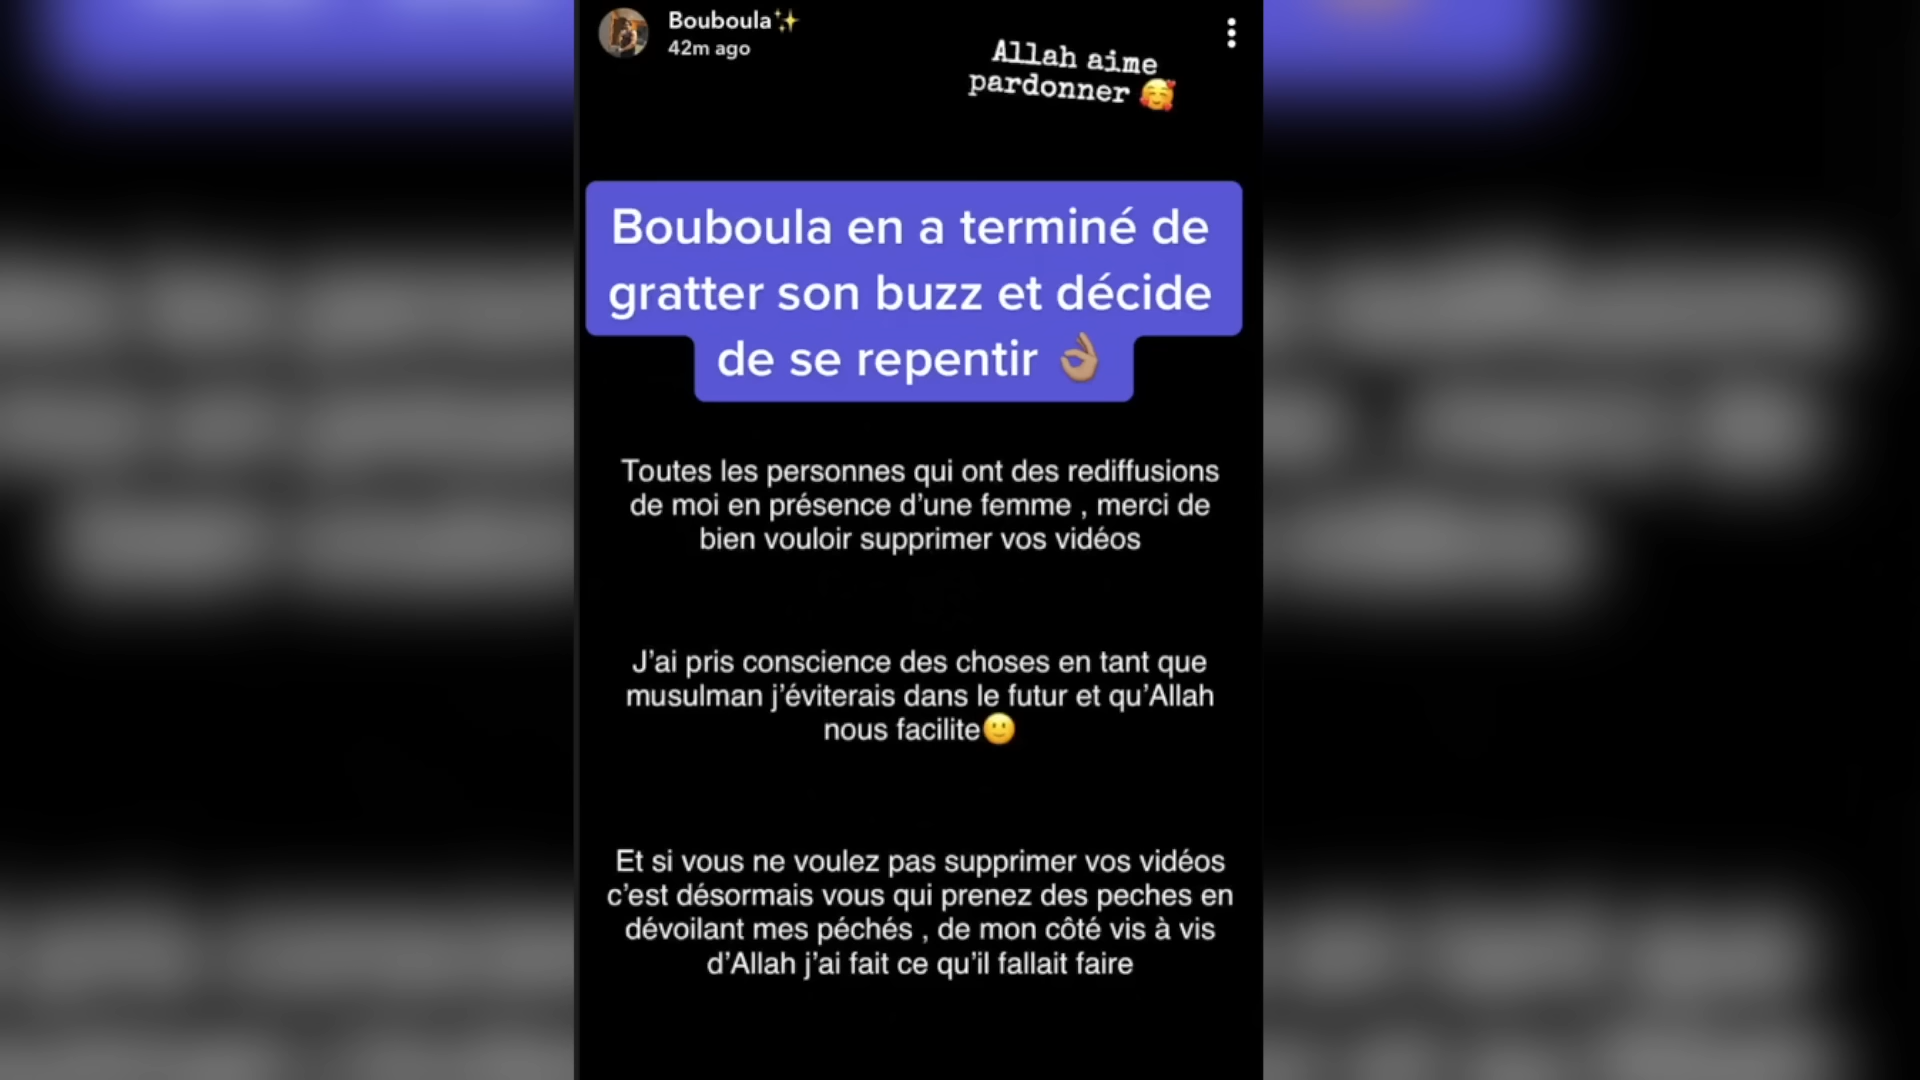 Bouboula✨
42m ago
Allah aime
pardonner 🥰
Bouboula en a terminé de
gratter son buzz et décide
de se repentir 👌🏽
Toutes les personnes qui ont des rediffusions
de moi en présence d’une femme , merci de
bien vouloir supprimer vos vidéos
J’ai pris conscience des choses en tant que
musulman j’éviterais dans le futur et qu’Allah
nous facilite🙂
Et si vous ne voulez pas supprimer vos vidéos
c’est désormais vous qui prenez des peches en
dévoilant mes péchés , de mon côté vis à vis
d’Allah j’ai fait ce qu’il fallait faire